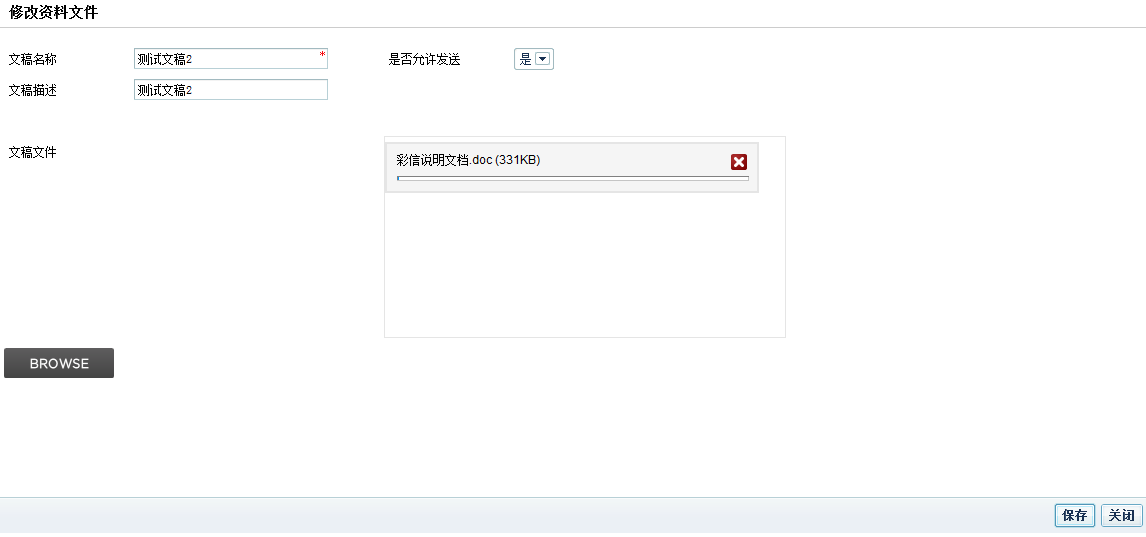 修改资料文件
文稿名称 测试文稿2 * 是否允许发送 是
文稿描述 测试文稿2
文稿文件 彩信说明文档.doc (331KB)
BROWSE
保存 关闭